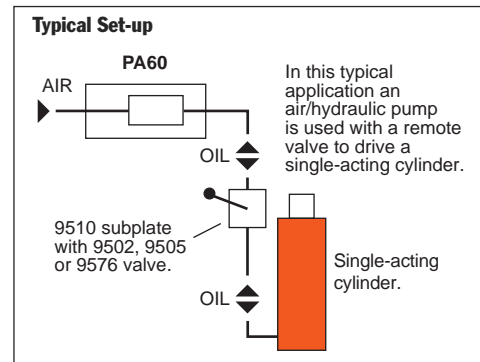 Typical Set-up
PA60
AIR
In this typical
application an
air/hydraulic pump
is used with a remote
valve to drive a
single-acting cylinder.
OIL
9510 subplate
with 9502, 9505
or 9576 valve.
Single-acting
cylinder.
OIL